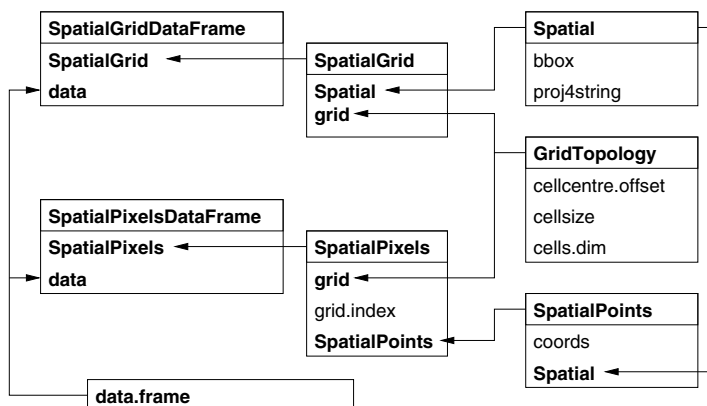 SpatialGridDataFrame
SpatialGrid
data
SpatialGrid
Spatial
grid
Spatial
bbox
proj4string
GridTopology
cellcentre.offset
cellsize
cells.dim
SpatialPixelsDataFrame
SpatialPixels
data
SpatialPixels
grid
grid.index
SpatialPoints
SpatialPoints
coords
Spatial
data.frame